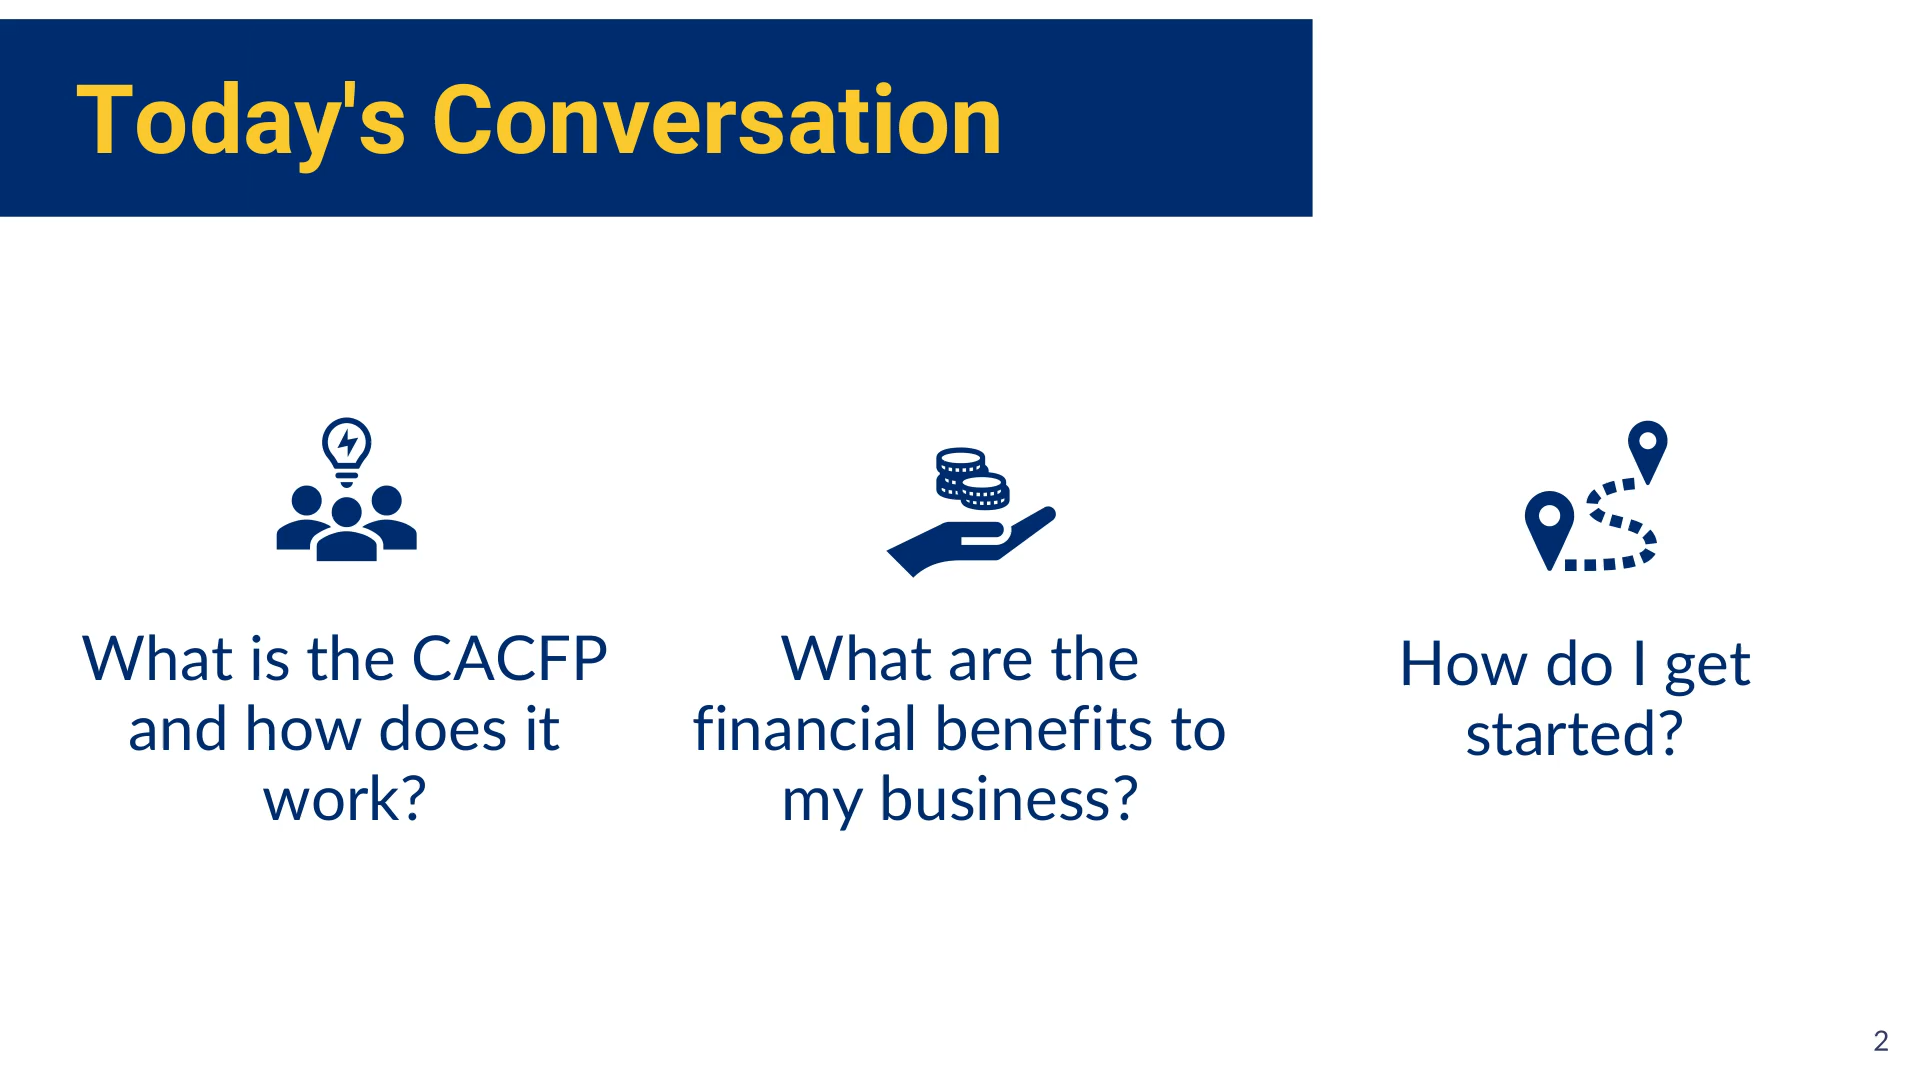 Today's Conversation
What is the CACFP
and how does it
work?
What are the
financial benefits to
my business?
How do I get
started?
2